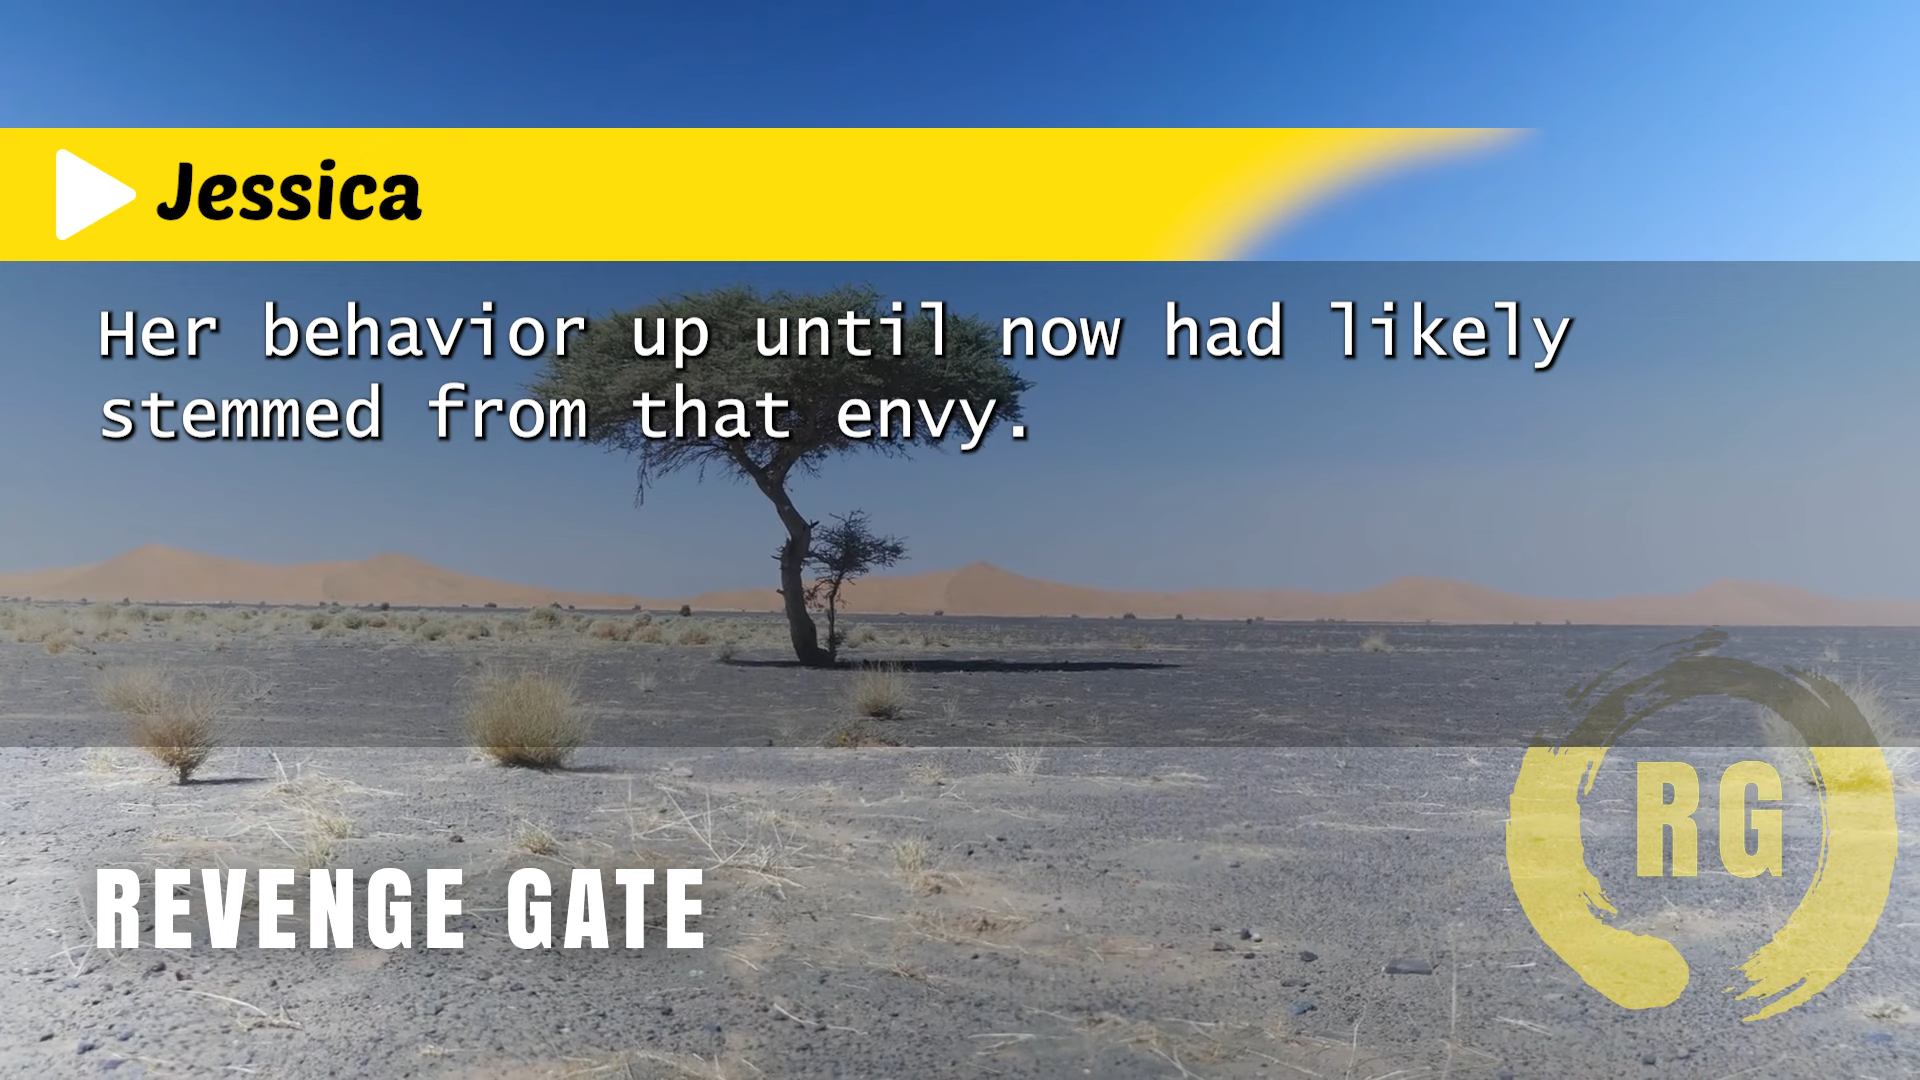 Jessica
Her behavior up until now had likely
stemmed from that envy.
REVENGE GATE
RG